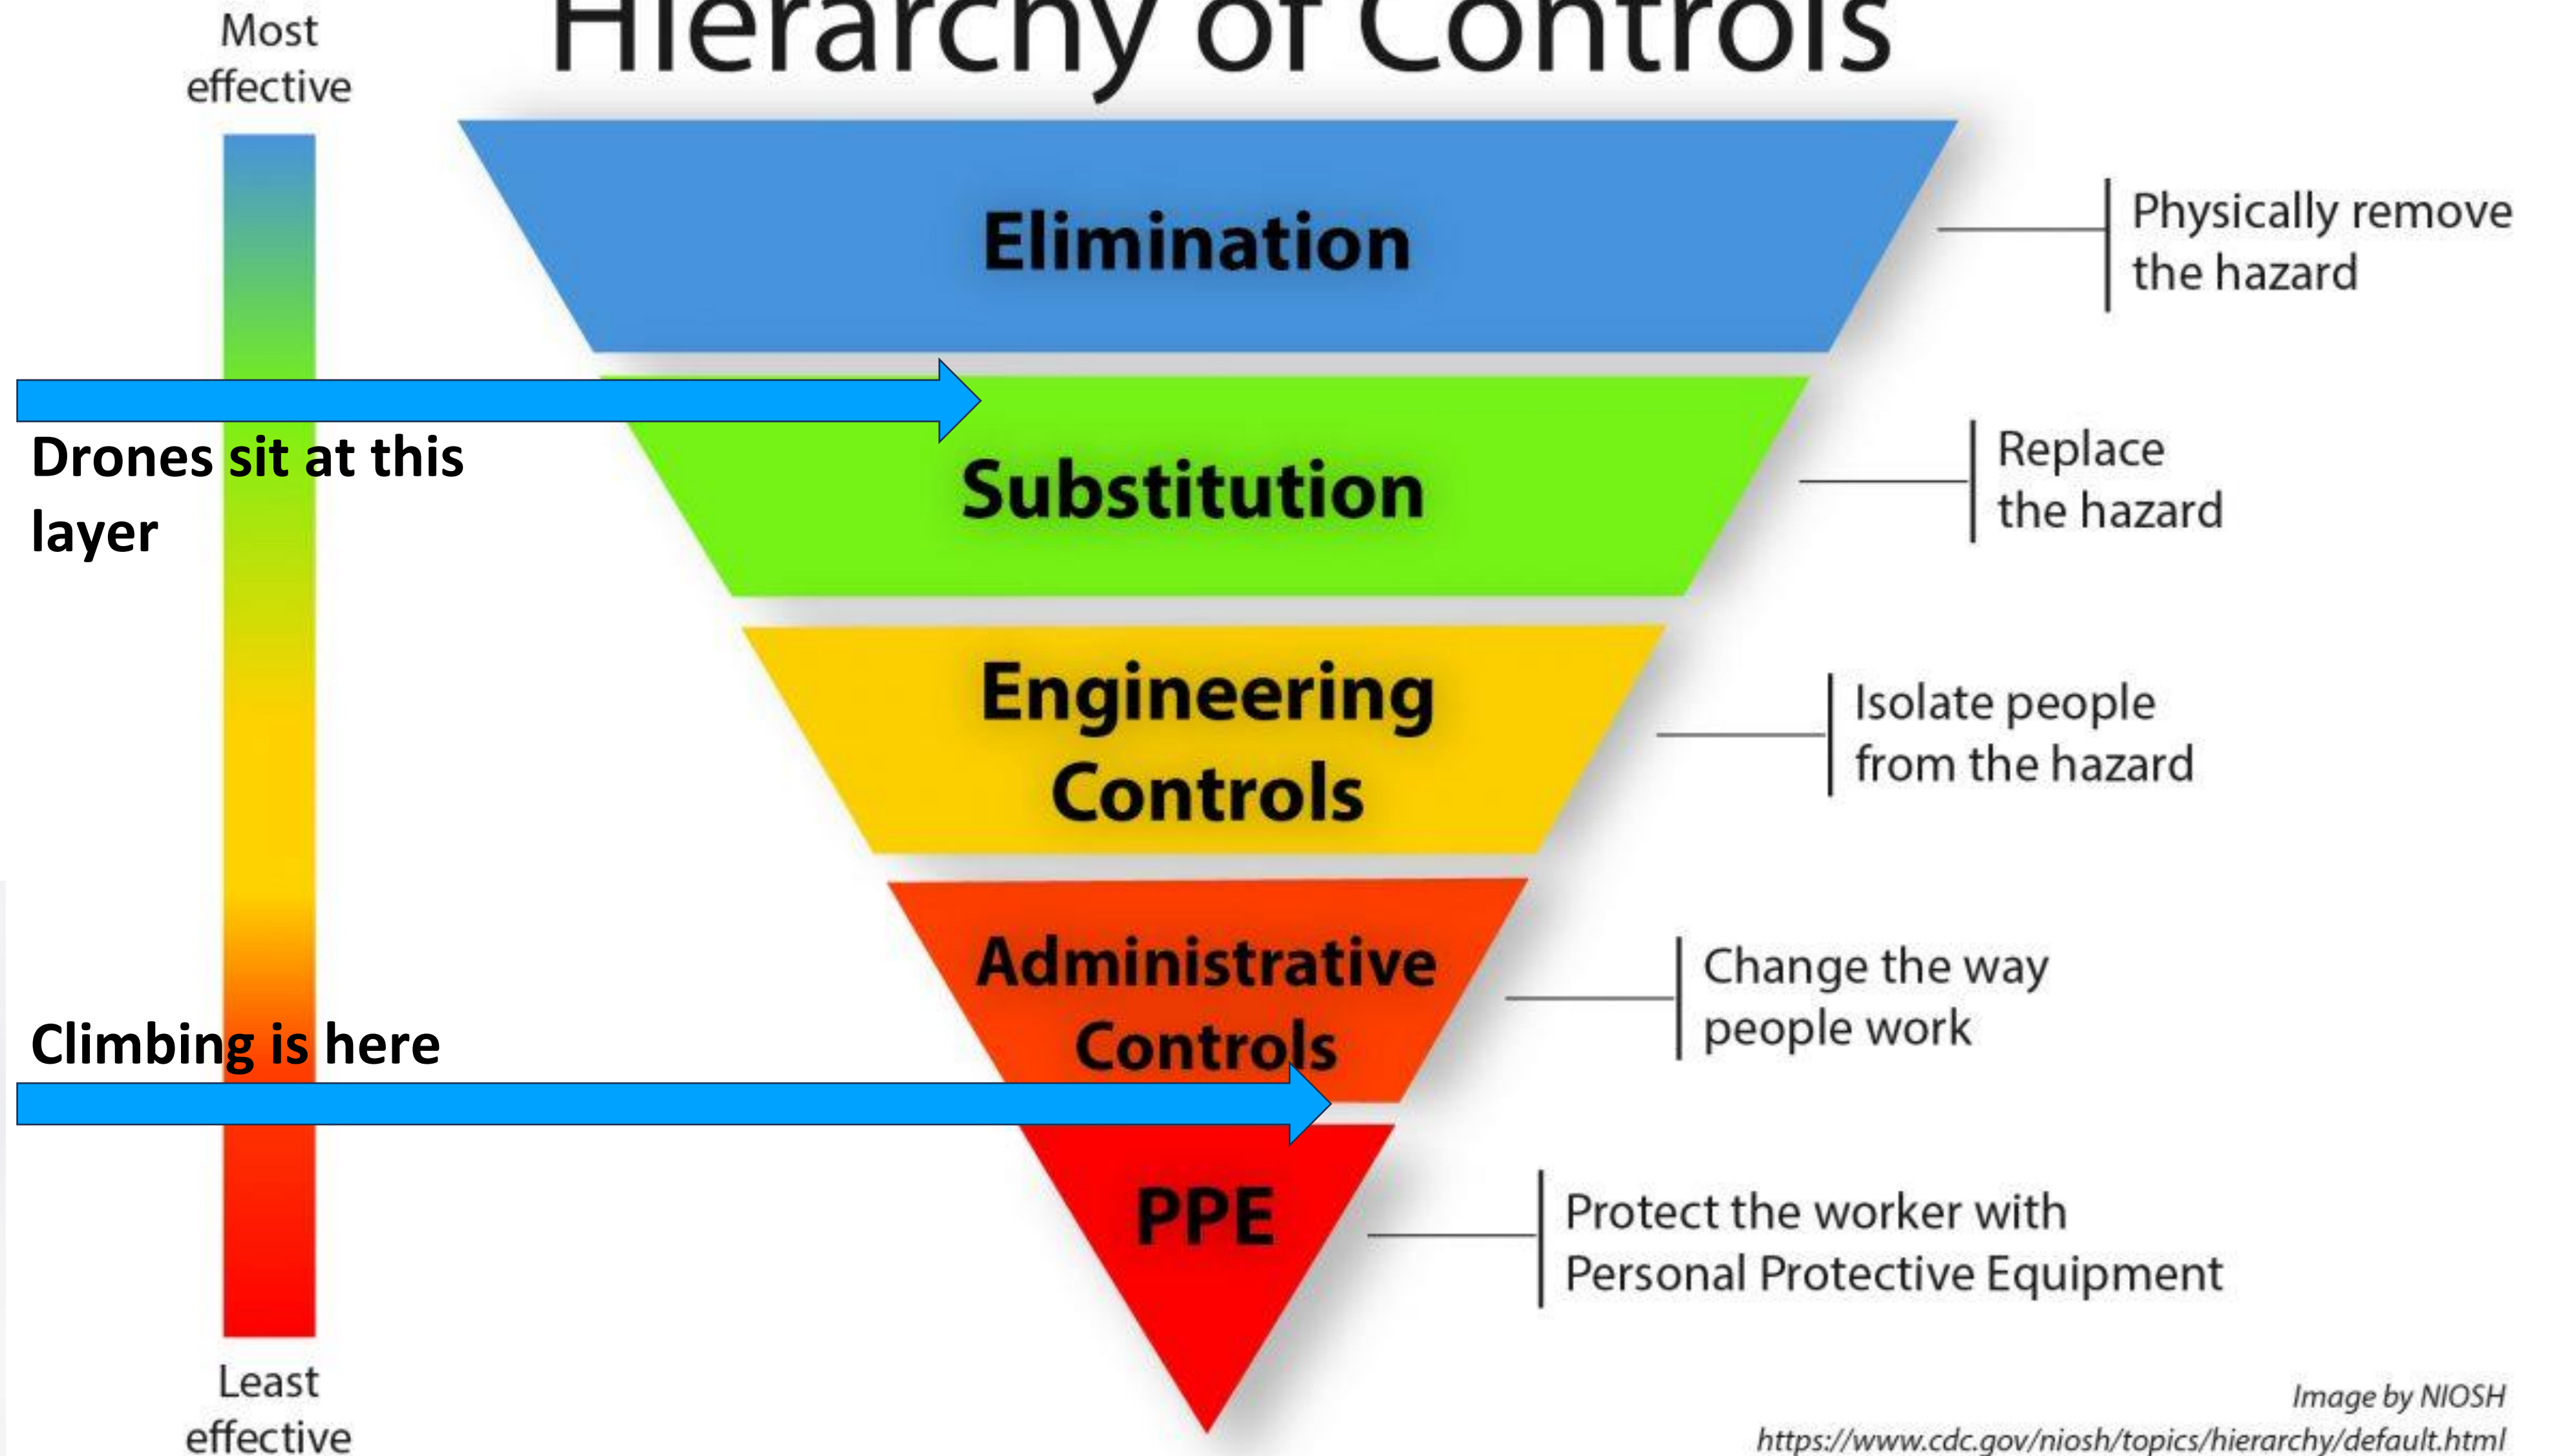 Hierarchy of Controls
Most
effective
Elimination
Physically remove
the hazard
Drones sit at this
layer
Substitution
Replace
the hazard
Engineering
Controls
Isolate people
from the hazard
Administrative
Controls
Change the way
people work
Climbing is here
PPE
Protect the worker with
Personal Protective Equipment
Least
effective
Image by NIOSH
https://www.cdc.gov/niosh/topics/hierarchy/default.html